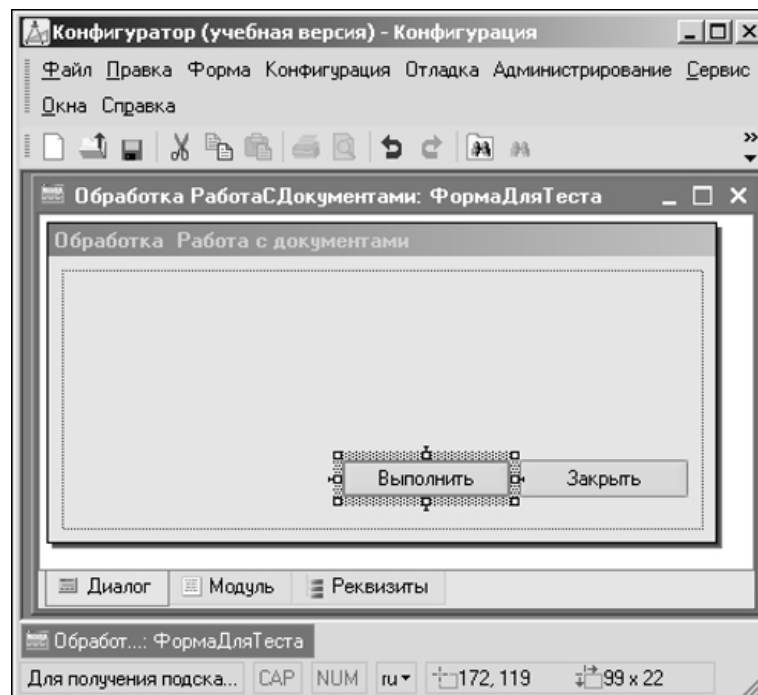 Конфигуратор (учебная версия) - Конфигурация
Файл Правка Форма Конфигурация Отладка Администрирование Сервис
Окна Справка
Обработка РаботаСДокументами: ФормаДляТеста
Обработка Работа с документами
Выполнить Закрыть
Диалог Модуль Реквизиты
Обработ...: ФормаДляТеста
Для получения подска... CAP NUM ru 172, 119 99 x 22